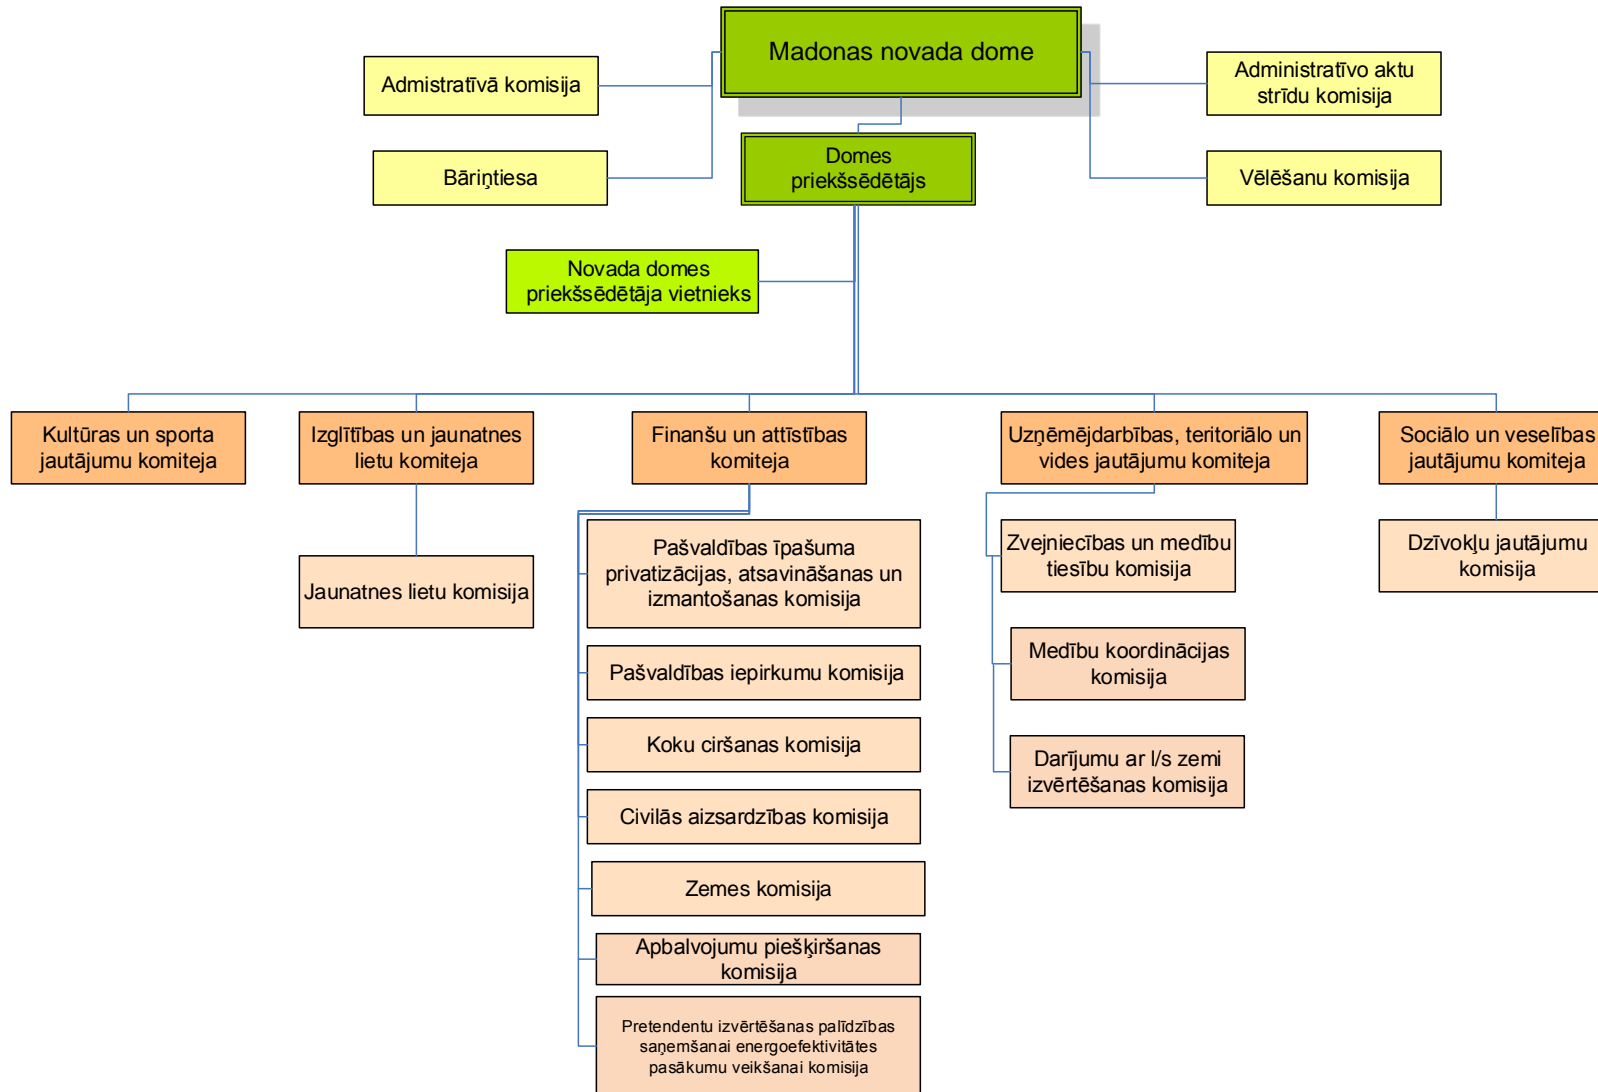 Madonas novada dome
Admistratīvā komisija
Administratīvo aktu
strīdu komisija
Bāriņtiesa
Domes
priekšsēdētājs
Vēlēšanu komisija
Novada domes
priekšsēdētāja vietnieks
Kultūras un sporta
jautājumu komiteja
Izglītības un jaunatnes
lietu komiteja
Finanšu un attīstības
komiteja
Uzņēmējdarbības, teritoriālo un
vides jautājumu komiteja
Sociālo un veselības
jautājumu komiteja
Jaunatnes lietu komisija
Pašvaldības īpašuma
privatizācijas, atsavināšanas un
izmantošanas komisija
Pašvaldības iepirkumu komisija
Koku ciršanas komisija
Civilās aizsardzības komisija
Zemes komisija
Apbalvojumu piešķiršanas
komisija
Pretendentu izvērtēšanas palīdzības
saņemšanai energoefektivitātes
pasākumu veikšanai komisija
Zvejniecības un medību
tiesību komisija
Medību koordinācijas
komisija
Darījumu ar l/s zemi
izvērtēšanas komisija
Dzīvokļu jautājumu
komisija